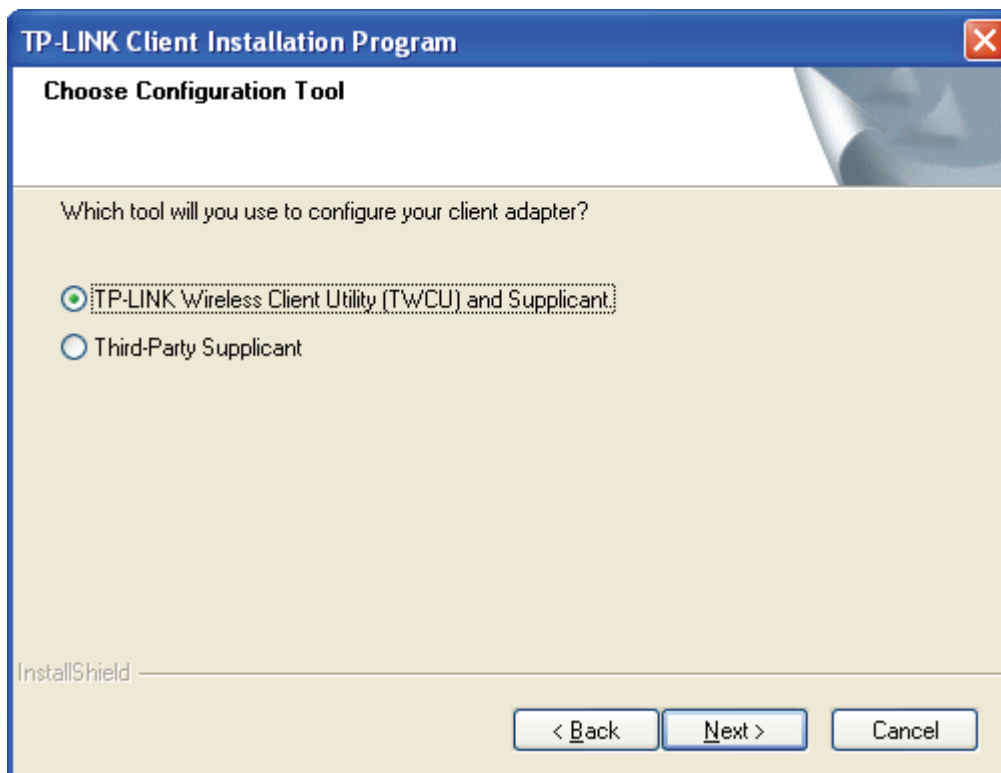 TP-LINK Client Installation Program
Choose Configuration Tool
Which tool will you use to configure your client adapter?
TP-LINK Wireless Client Utility (TWCU) and Supplicant.
Third-Party Supplicant
InstallShield
< Back Next > Cancel